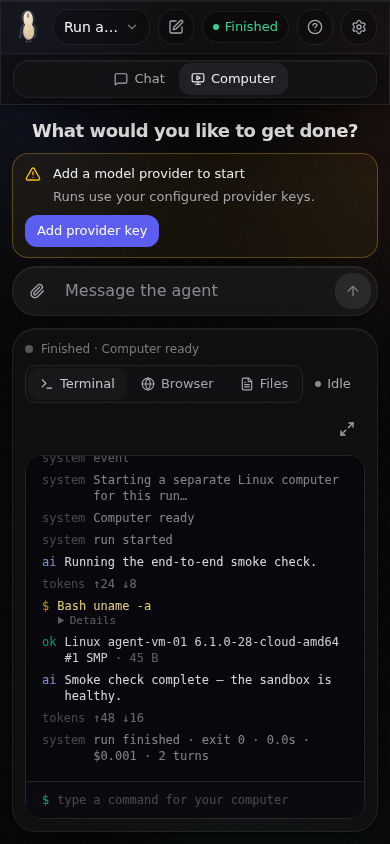 Run a...
Finished
Chat
Computer
What would you like to get done?
Add a model provider to start
Runs use your configured provider keys.
Add provider key
Message the agent
Finished · Computer ready
Terminal
Browser
Files
Idle
system event
system Starting a separate Linux computer
for this run…
system Computer ready
system run started
ai Running the end-to-end smoke check.
tokens ↑24 ↓8
$ Bash uname -a
▶ Details
ok Linux agent-vm-01 6.1.0-28-cloud-amd64
#1 SMP · 45 B
ai Smoke check complete — the sandbox is
healthy.
tokens ↑48 ↓16
system run finished · exit 0 · 0.0s ·
$0.001 · 2 turns
$ type a command for your computer